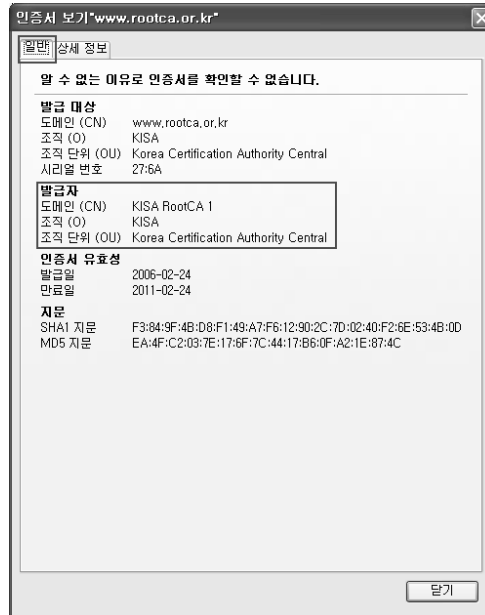 인증서 보기"www.rootca.or.kr"
일반 상세 정보
알 수 없는 이유로 인증서를 확인할 수 없습니다.
발급 대상
도메인 (CN) www.rootca.or.kr
조직 (O) KISA
조직 단위 (OU) Korea Certification Authority Central
시리얼 번호 27:6A
발급자
도메인 (CN) KISA RootCA 1
조직 (O) KISA
조직 단위 (OU) Korea Certification Authority Central
인증서 유효성
발급일 2006-02-24
만료일 2011-02-24
지문
SHA1 지문 F3:84:9F:4B:D8:F1:49:A7:F6:12:90:2C:7D:02:40:F2:6E:53:4B:0D
MD5 지문 EA:4F:C2:03:7E:17:6F:7C:44:17:B6:0F:A2:1E:87:4C
닫기